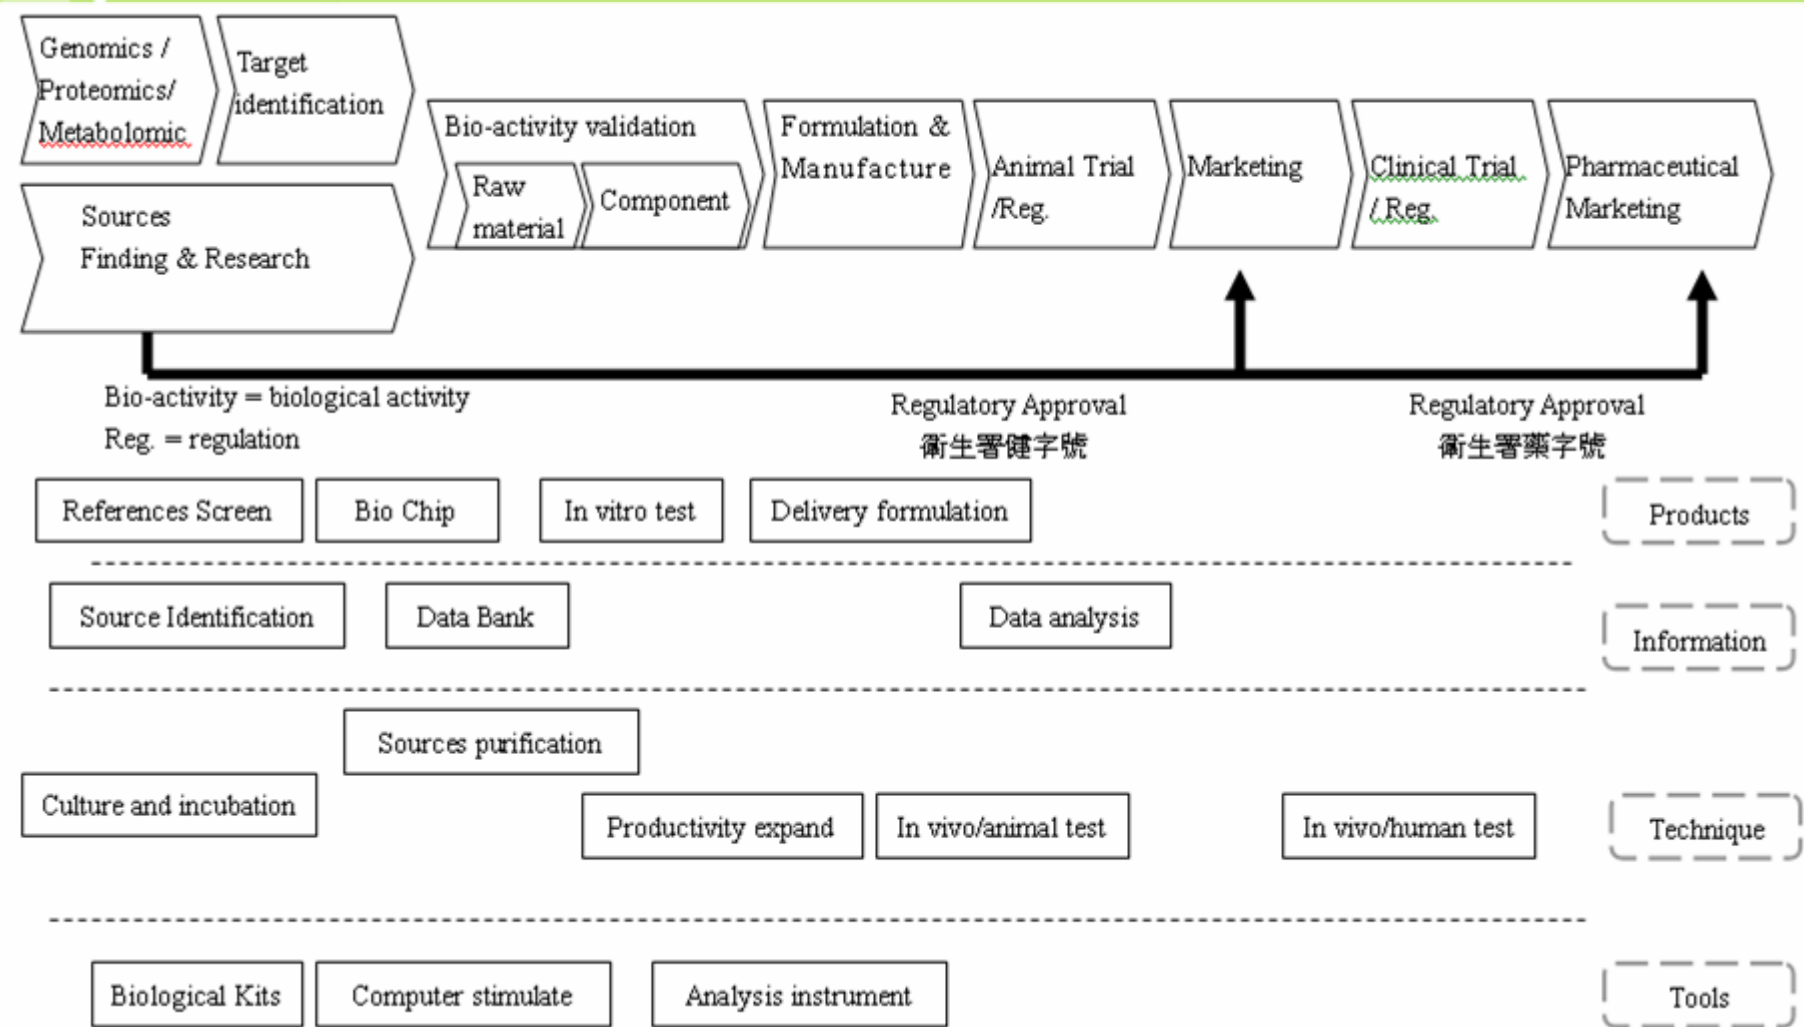 Genomics /
Proteomics/
Metabolomic
Target
identification
Sources
Finding & Research
Bio-activity validation
Raw
material
Component
Formulation &
Manufacture
Animal Trial
/Reg.
Marketing
Clinical Trial
/ Reg.
Pharmaceutical
Marketing
Bio-activity = biological activity
Reg. = regulation
Regulatory Approval
衛生署健字號
Regulatory Approval
衛生署藥字號
References Screen
Bio Chip
In vitro test
Delivery formulation
Products
Source Identification
Data Bank
Data analysis
Information
Sources purification
Culture and incubation
Productivity expand
In vivo/animal test
In vivo/human test
Technique
Biological Kits
Computer stimulate
Analysis instrument
Tools